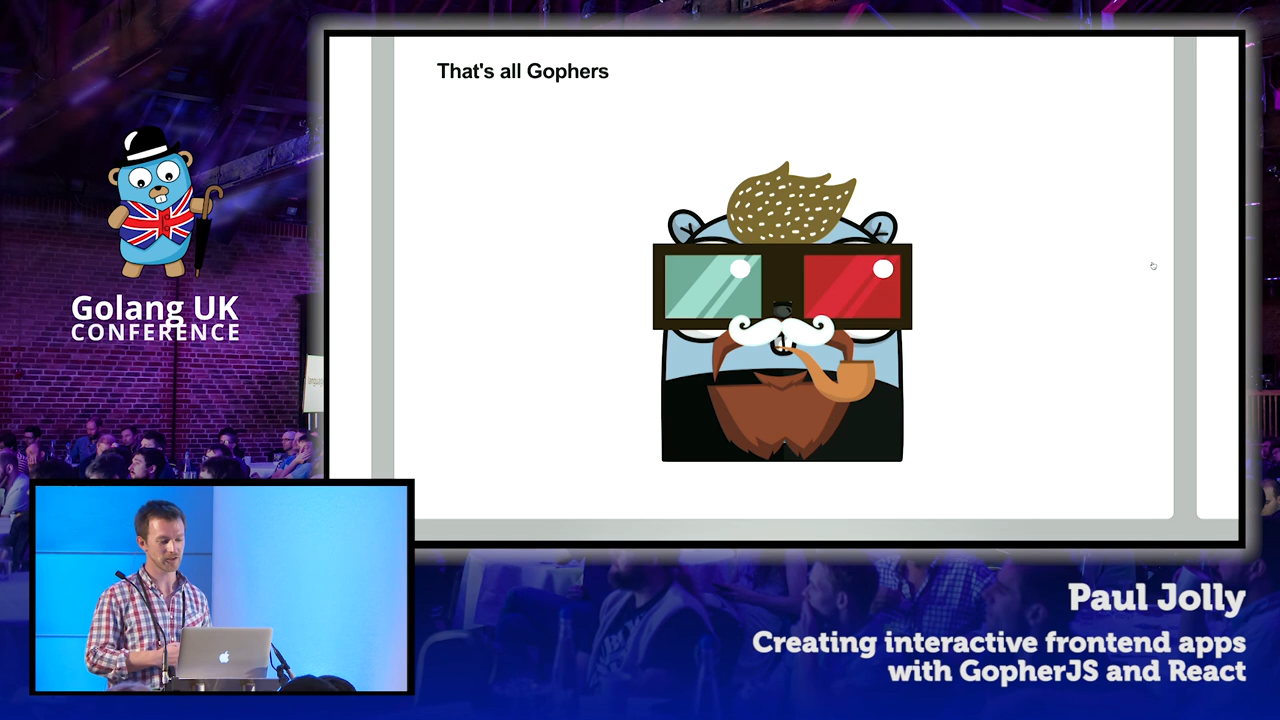 That's all Gophers
Golang UK
CONFERENCE
Paul Jolly
Creating interactive frontend apps
with GopherJS and React